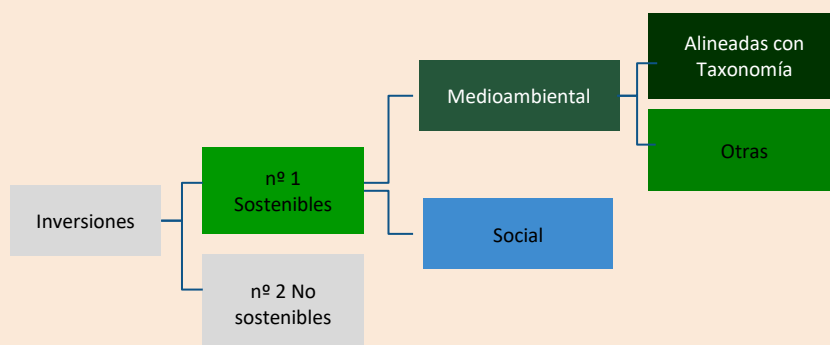 Inversiones
nº 1
Sostenibles
nº 2 No
sostenibles
Medioambiental
Social
Alineadas con
Taxonomía
Otras